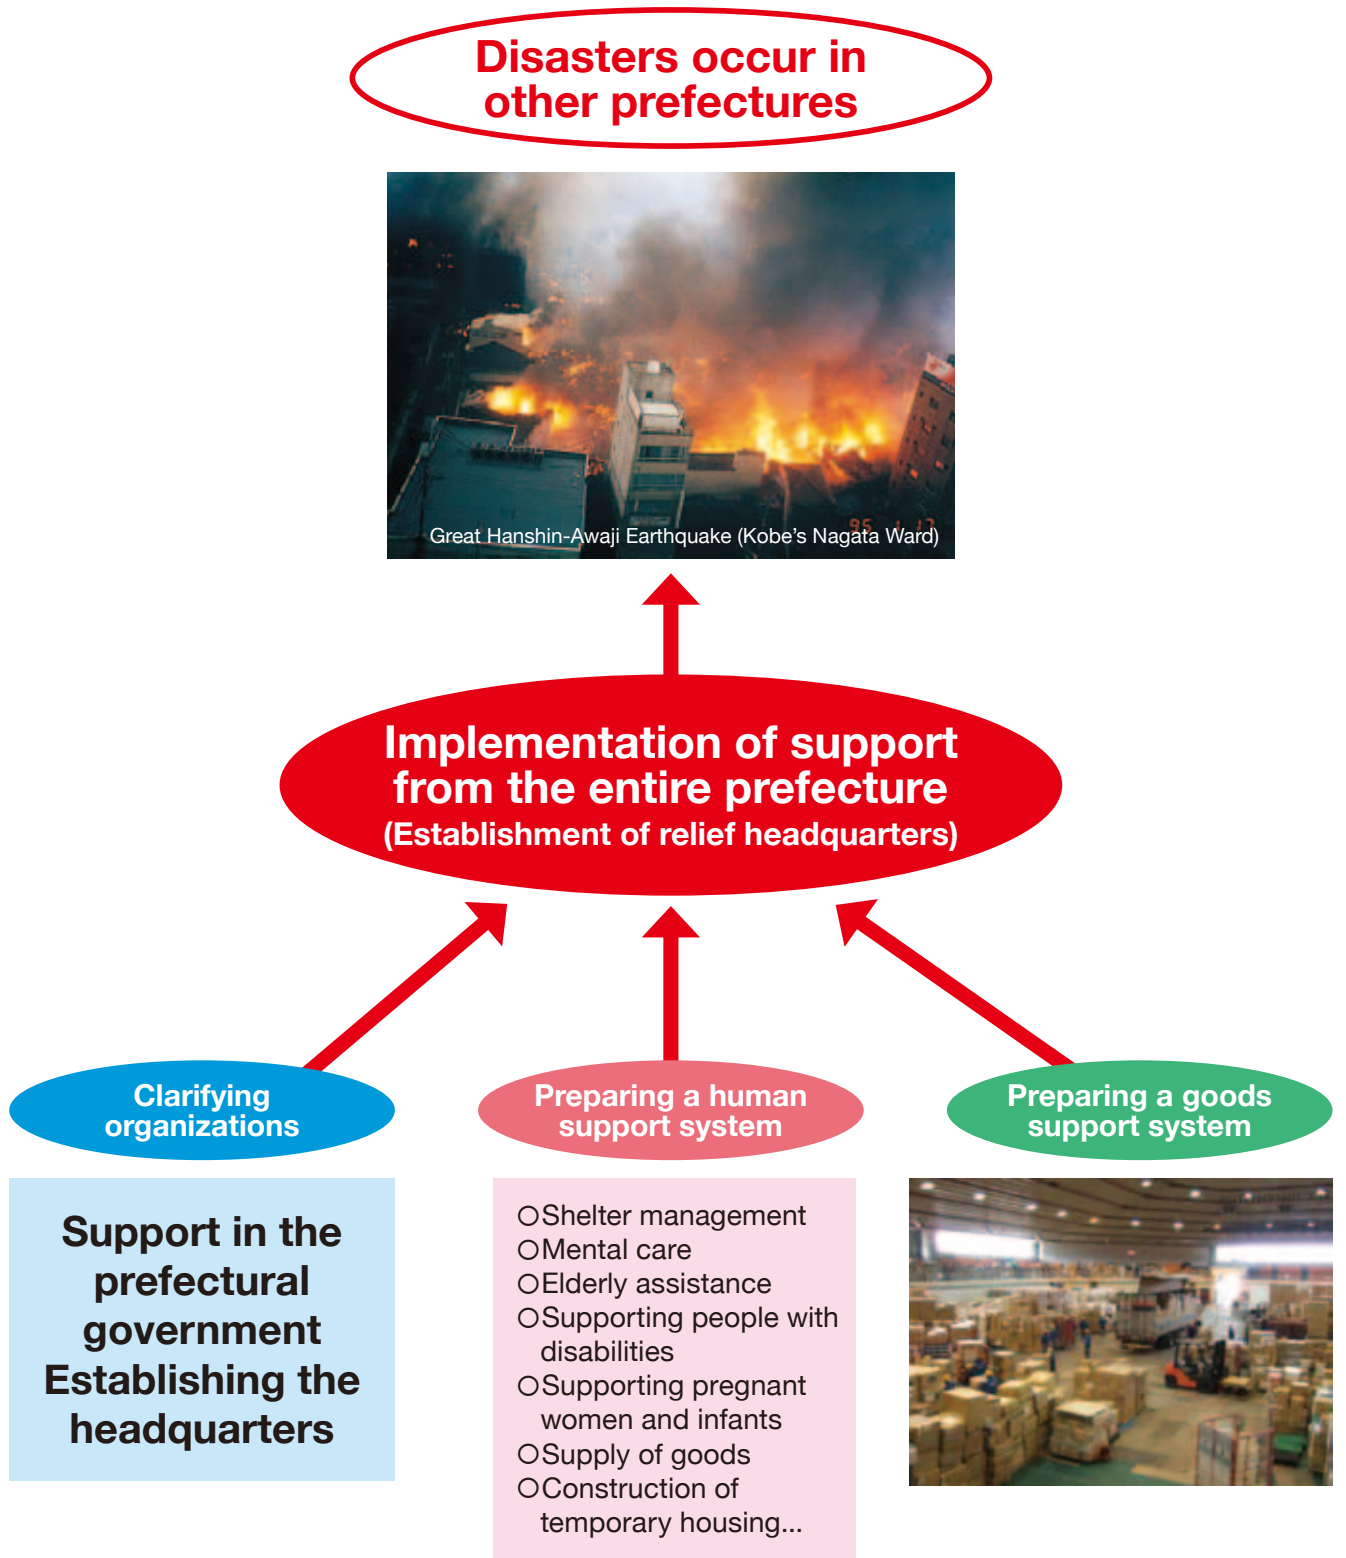 Disasters occur in
other prefectures
95 1 17
Great Hanshin-Awaji Earthquake (Kobe's Nagata Ward)
Implementation of support
from the entire prefecture
(Establishment of relief headquarters)
Clarifying
organizations
Support in the
prefectural
government
Establishing the
headquarters
Preparing a human
support system
○Shelter management
○Mental care
○Elderly assistance
○Supporting people with
disabilities
○Supporting pregnant
women and infants
○Supply of goods
○Construction of
temporary housing...
Preparing a goods
support system